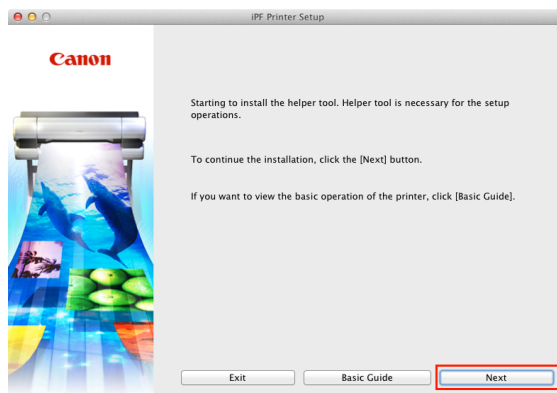 iPF Printer Setup
Canon
Starting to install the helper tool. Helper tool is necessary for the setup
operations.
To continue the installation, click the [Next] button.
If you want to view the basic operation of the printer, click [Basic Guide].
Exit
Basic Guide
Next